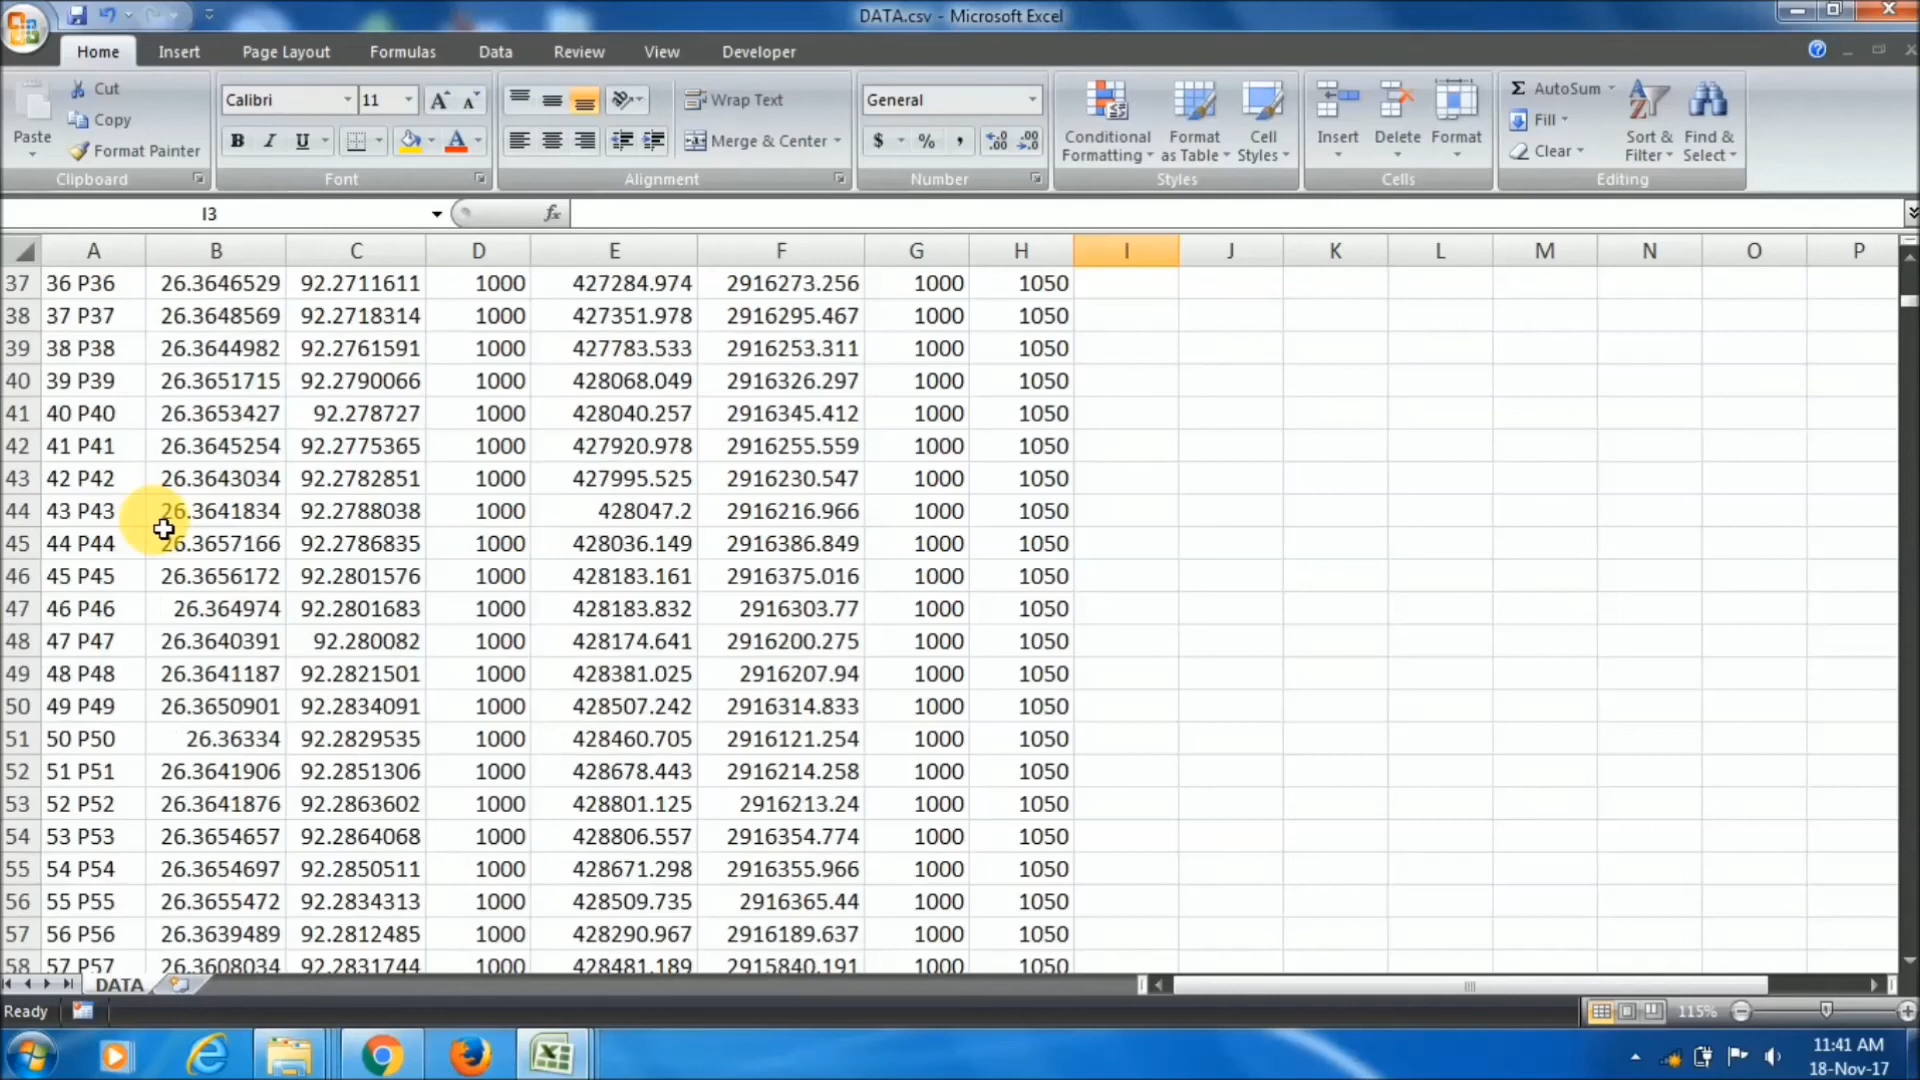 DATA.csv - Microsoft Excel
Home Insert Page Layout Formulas Data Review View Developer
Paste
Cut
Copy
Format Painter
Clipboard
Calibri 11
B I U
Font
Wrap Text
Merge & Center
Alignment
General
$ % ,
Number
Conditional Formatting
Format as Table
Cell Styles
Styles
Insert
Delete
Format
Cells
Σ AutoSum
Fill
Clear
Sort & Filter
Find & Select
Editing
I3 fx
A B C D E F G H I J K L M N O P
37 36 P36 26.3646529 92.2711611 1000 427284.974 2916273.256 1000 1050
38 37 P37 26.3648569 92.2718314 1000 427351.978 2916295.467 1000 1050
39 38 P38 26.3644982 92.2761591 1000 427783.533 2916253.311 1000 1050
40 39 P39 26.3651715 92.2790066 1000 428068.049 2916326.297 1000 1050
41 40 P40 26.3653427 92.278727 1000 428040.257 2916345.412 1000 1050
42 41 P41 26.3645254 92.2775365 1000 427920.978 2916255.559 1000 1050
43 42 P42 26.3643034 92.2782851 1000 427995.525 2916230.547 1000 1050
44 43 P43 26.3641834 92.2788038 1000 428047.2 2916216.966 1000 1050
45 44 P44 26.3657166 92.2786835 1000 428036.149 2916386.849 1000 1050
46 45 P45 26.3656172 92.2801576 1000 428183.161 2916375.016 1000 1050
47 46 P46 26.364974 92.2801683 1000 428183.832 2916303.77 1000 1050
48 47 P47 26.3640391 92.280082 1000 428174.641 2916200.275 1000 1050
49 48 P48 26.3641187 92.2821501 1000 428381.025 2916207.94 1000 1050
50 49 P49 26.3650901 92.2834091 1000 428507.242 2916314.833 1000 1050
51 50 P50 26.36334 92.2829535 1000 428460.705 2916121.254 1000 1050
52 51 P51 26.3641906 92.2851306 1000 428678.443 2916214.258 1000 1050
53 52 P52 26.3641876 92.2863602 1000 428801.125 2916213.24 1000 1050
54 53 P53 26.3654657 92.2864068 1000 428806.557 2916354.774 1000 1050
55 54 P54 26.3654697 92.2850511 1000 428671.298 2916355.966 1000 1050
56 55 P55 26.3655472 92.2834313 1000 428509.735 2916365.44 1000 1050
57 56 P56 26.3639489 92.2812485 1000 428290.967 2916189.637 1000 1050
58 57 P57 26.3608034 92.2831744 1000 428481.189 2915840.191 1000 1050
DATA
Ready 115%
11:41 AM
18-Nov-17